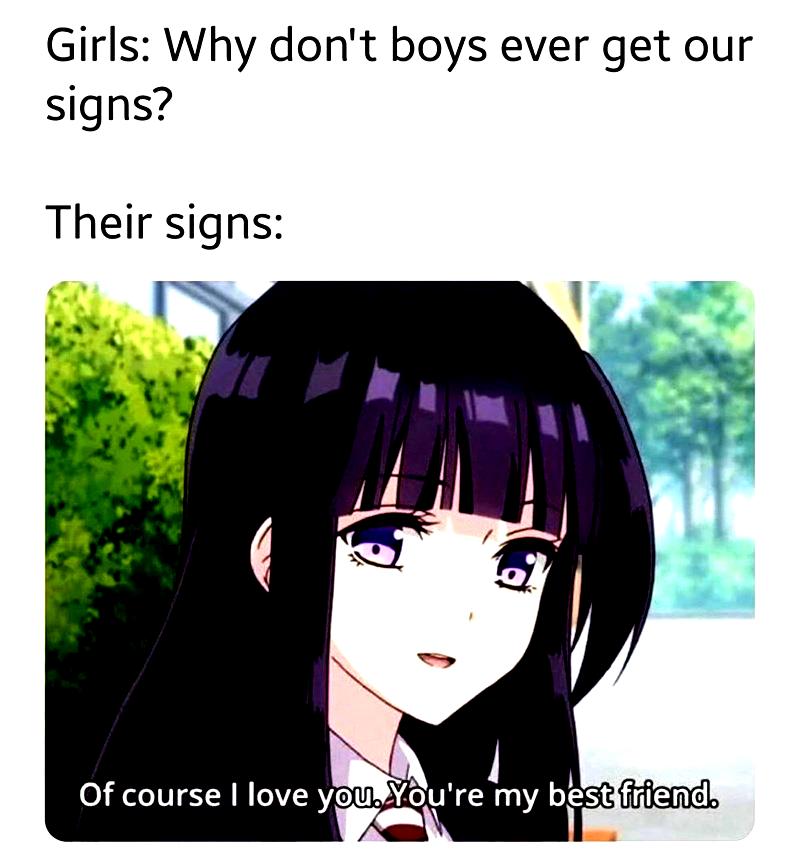 Girls: Why don't boys ever get our
signs?
Their signs:
Of course I love you. You're my best friend.